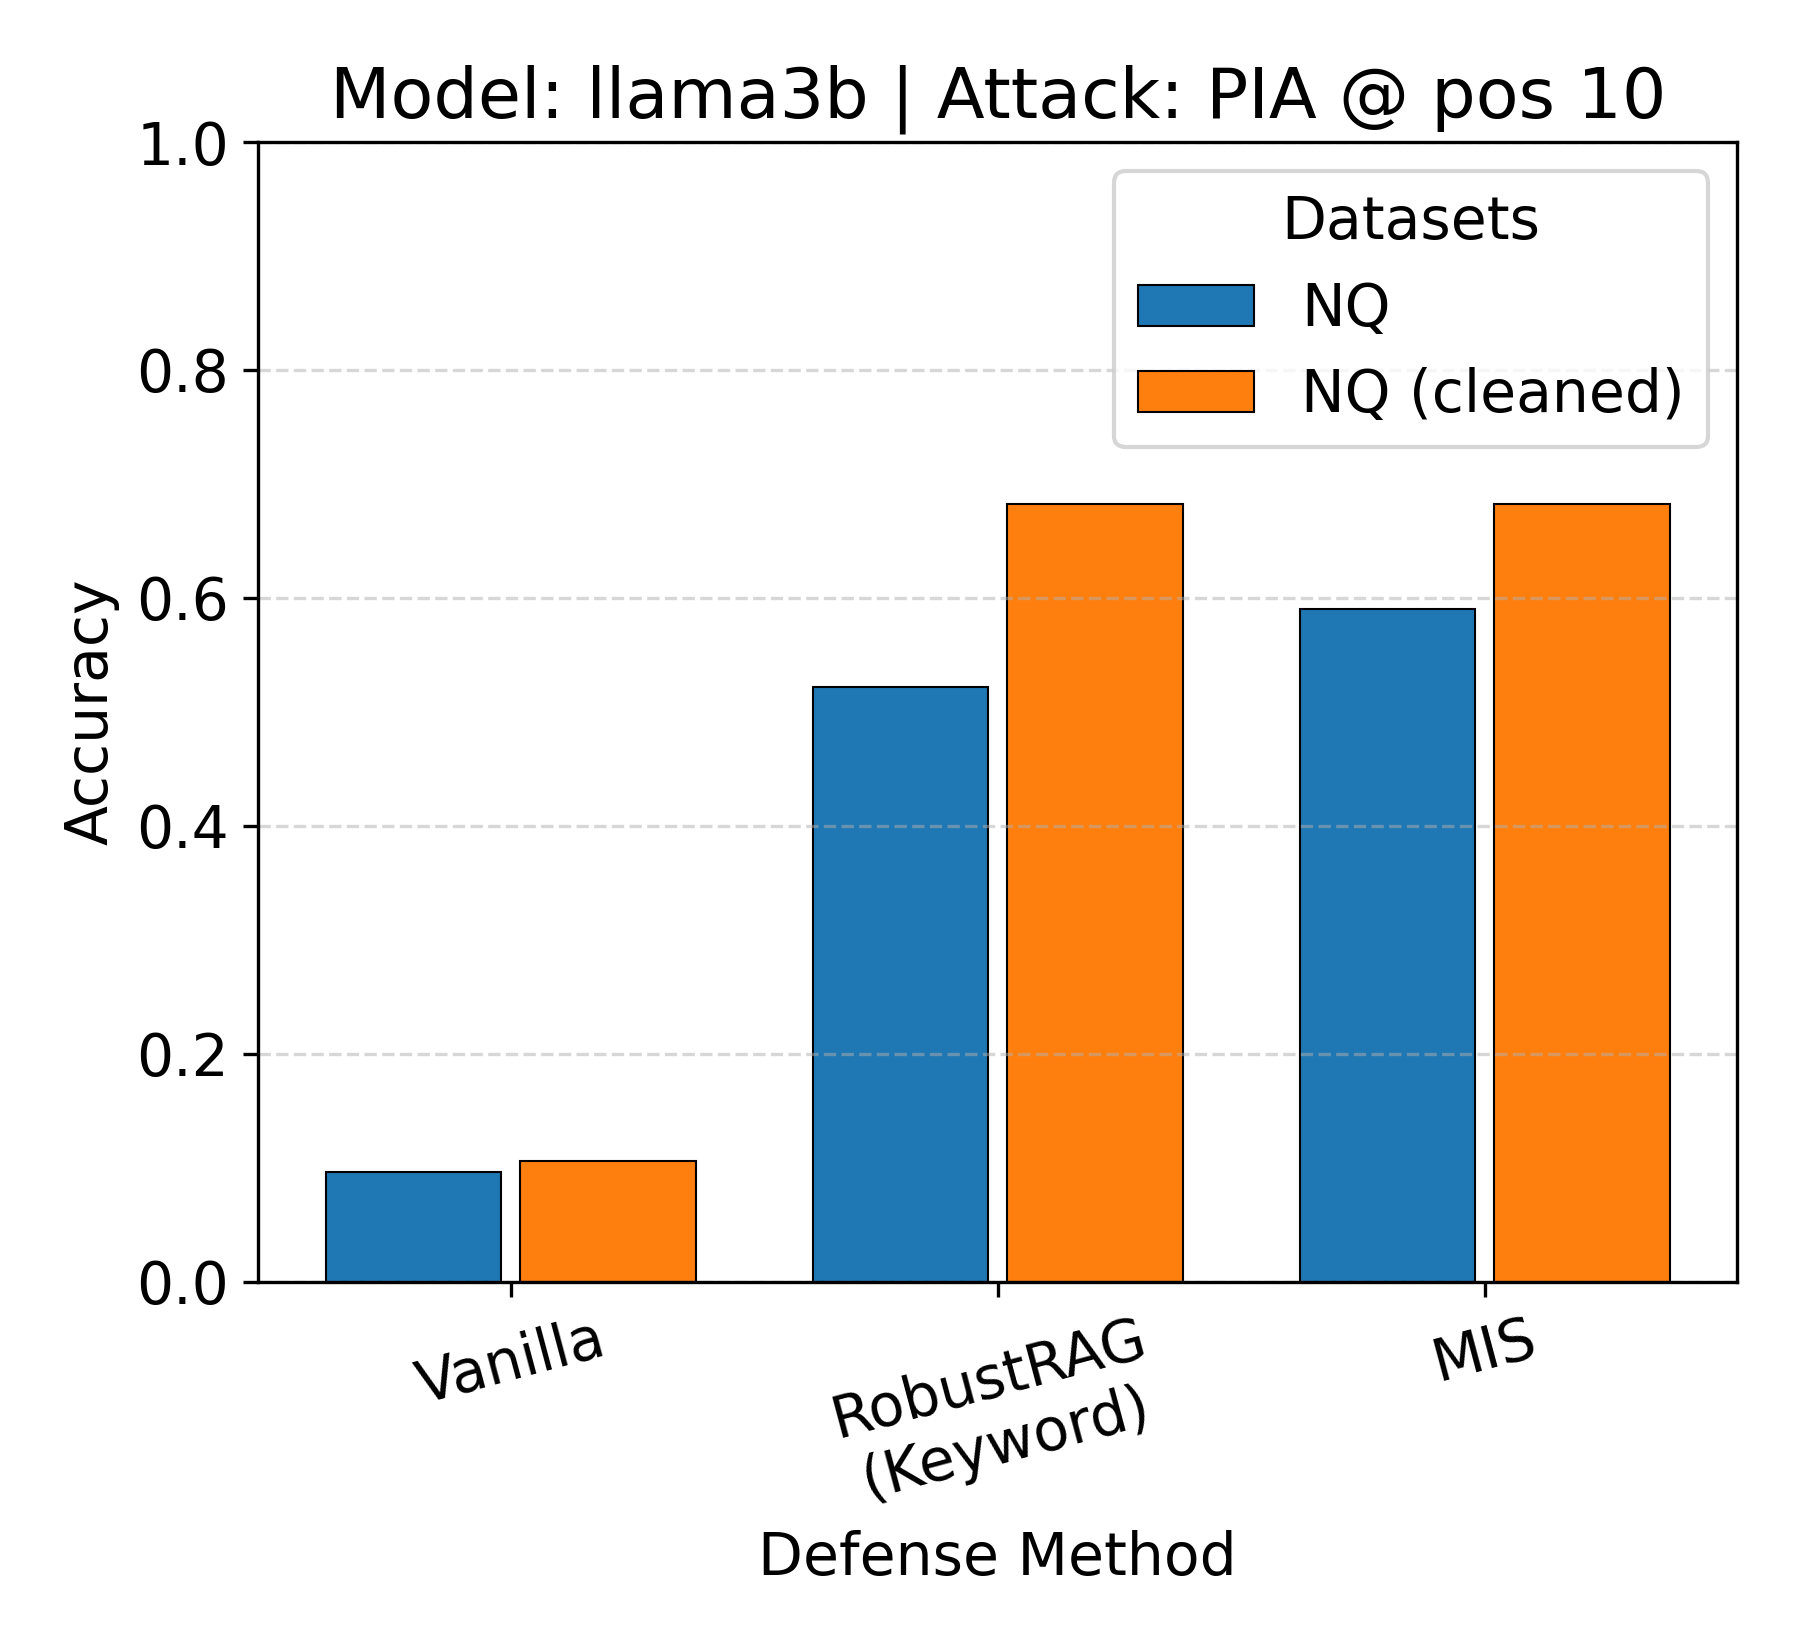 Model: llama3b | Attack: PIA @ pos 10
1.0
0.8
0.6
0.4
0.2
0.0
Accuracy
Datasets
NQ
NQ (cleaned)
Vanilla
RobustRAG
(Keyword)
MIS
Defense Method